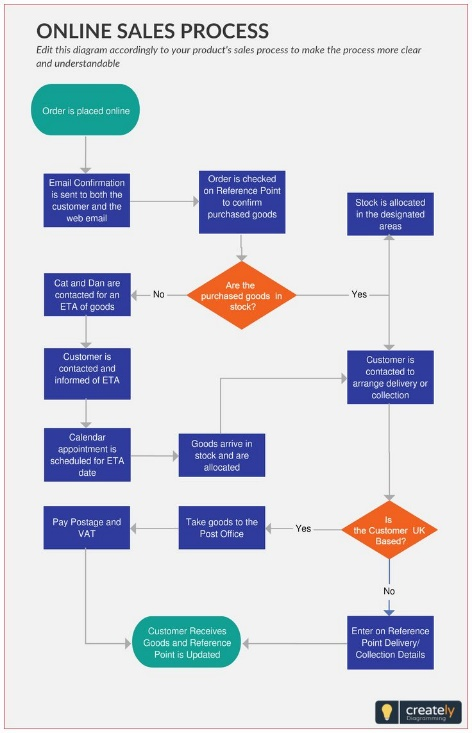 ONLINE SALES PROCESS
Edit this diagram accordingly to your product's sales process to make the process more clear
and understandable
Order is placed online
Email Confirmation
is sent to both the
customer and the
web email
Order is checked
on Reference Point
to confirm
purchased goods
Stock is allocated
in the designated
areas
Cat and Dan are
contacted for an
ETA of goods
No
Are the
purchased goods in
stock?
Yes
Customer is
contacted and
informed of ETA
Customer is
contacted to
arrange delivery or
collection
Calendar
appointment is
scheduled for ETA
date
Goods arrive in
stock and are
allocated
Pay Postage and
VAT
Take goods to the
Post Office
Yes
Is
the Customer UK
Based?
No
Customer Receives
Goods and Reference
Point is Updated
Enter on Reference
Point Delivery/
Collection Details
creately
Diagramming